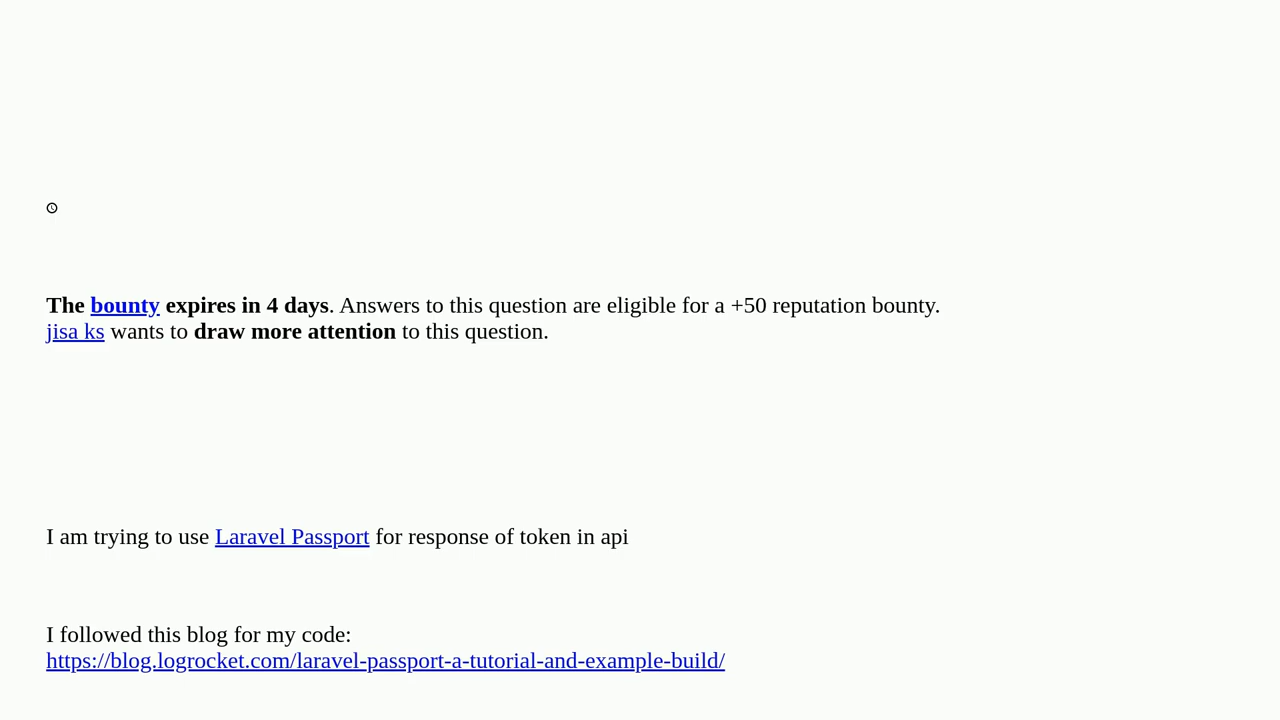 The bounty expires in 4 days. Answers to this question are eligible for a +50 reputation bounty.
jisa ks wants to draw more attention to this question.
I am trying to use Laravel Passport for response of token in api
I followed this blog for my code:
https://blog.logrocket.com/laravel-passport-a-tutorial-and-example-build/